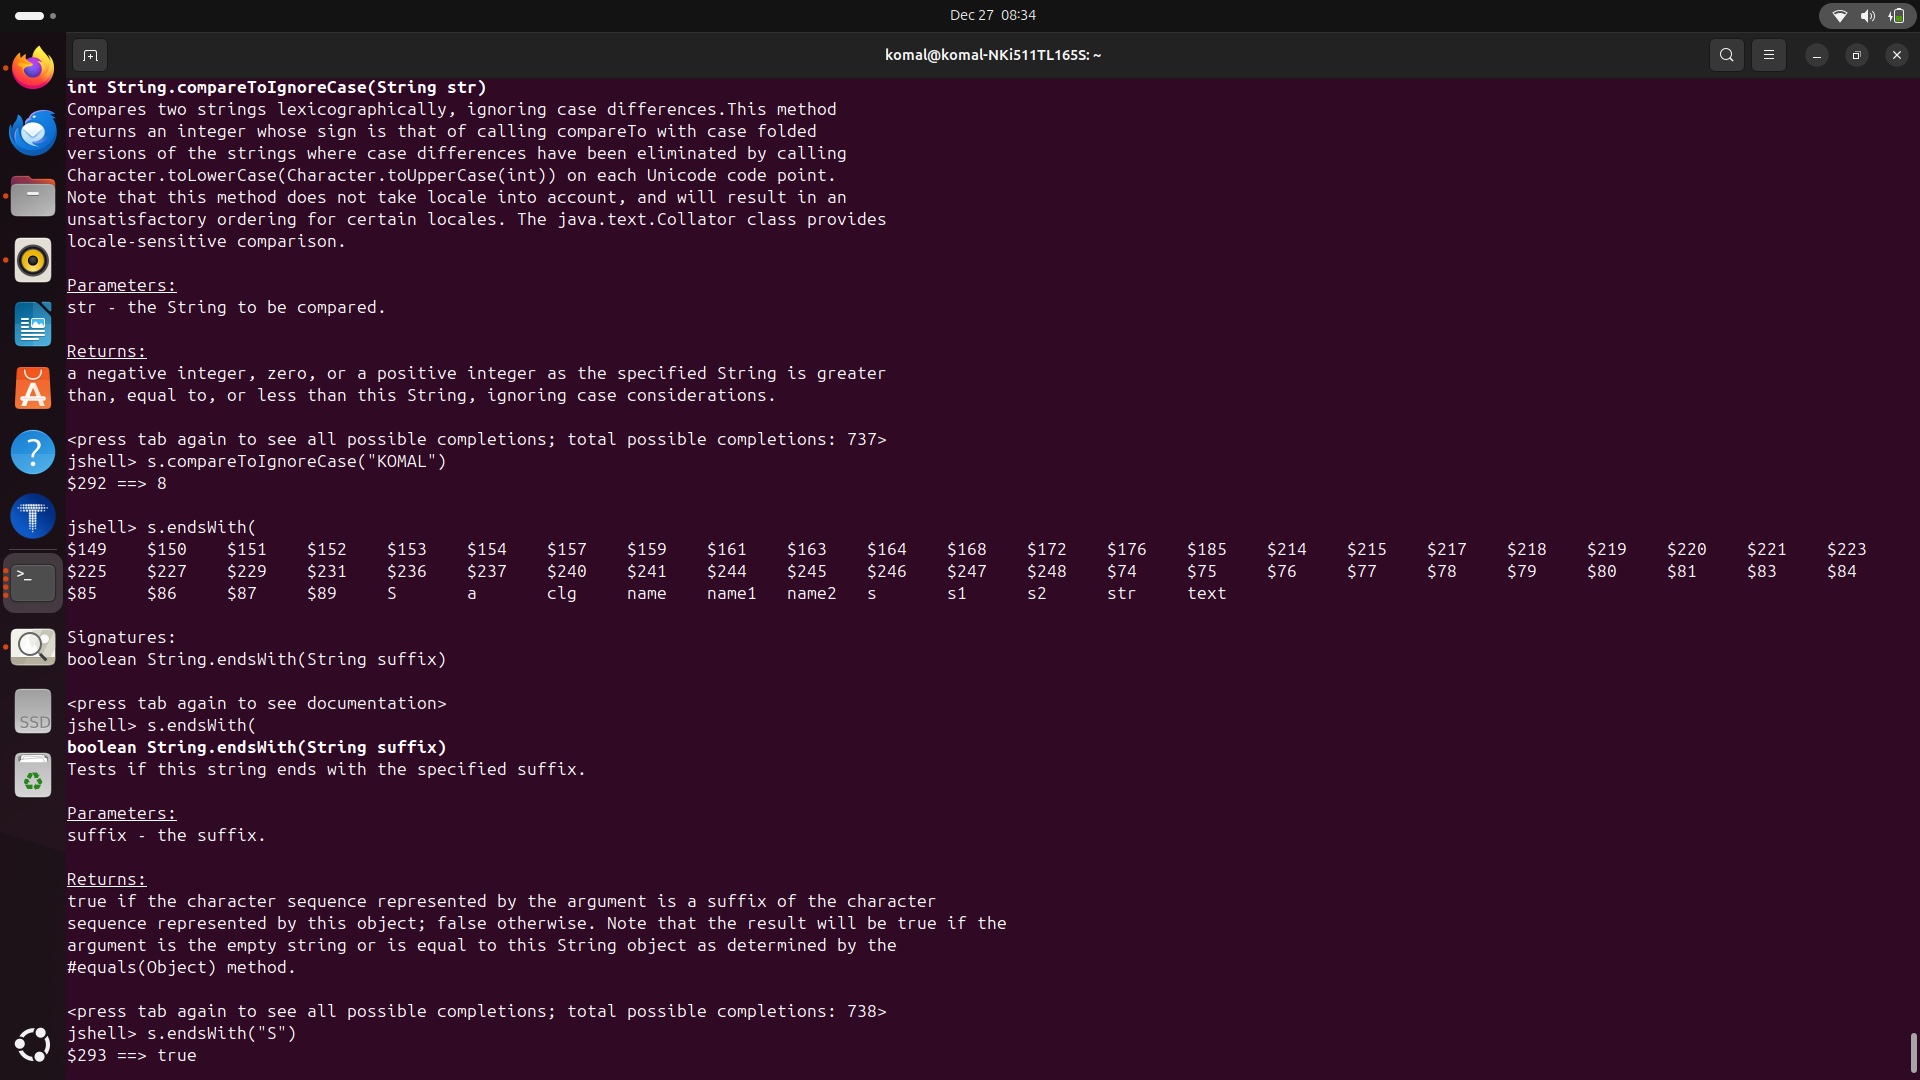 Dec 27 08:34
komal@komal-NKi511TL165S: ~
int String.compareToIgnoreCase(String str)
Compares two strings lexicographically, ignoring case differences.This method
returns an integer whose sign is that of calling compareTo with case folded
versions of the strings where case differences have been eliminated by calling
Character.toLowerCase(Character.toUpperCase(int)) on each Unicode code point.
Note that this method does not take locale into account, and will result in an
unsatisfactory ordering for certain locales. The java.text.Collator class provides
locale-sensitive comparison.
Parameters:
str - the String to be compared.
Returns:
a negative integer, zero, or a positive integer as the specified String is greater
than, equal to, or less than this String, ignoring case considerations.
<press tab again to see all possible completions; total possible completions: 737>
jshell> s.compareToIgnoreCase("KOMAL")
$292 ==> 8
jshell> s.endsWith(
$149 $150 $151 $152 $153 $154 $157 $159 $161 $163 $164 $168 $172 $176 $185 $214 $215 $217 $218 $219 $220 $221 $223
$225 $227 $229 $231 $236 $237 $240 $241 $244 $245 $246 $247 $248 $74 $75 $76 $77 $78 $79 $80 $81 $83 $84
$85 $86 $87 $89 S a clg name name1 name2 s s1 s2 str text
Signatures:
boolean String.endsWith(String suffix)
<press tab again to see documentation>
jshell> s.endsWith(
boolean String.endsWith(String suffix)
Tests if this string ends with the specified suffix.
Parameters:
suffix - the suffix.
Returns:
true if the character sequence represented by the argument is a suffix of the character
sequence represented by this object; false otherwise. Note that the result will be true if the
argument is the empty string or is equal to this String object as determined by the
#equals(Object) method.
<press tab again to see all possible completions; total possible completions: 738>
jshell> s.endsWith("S")
$293 ==> true
SSD